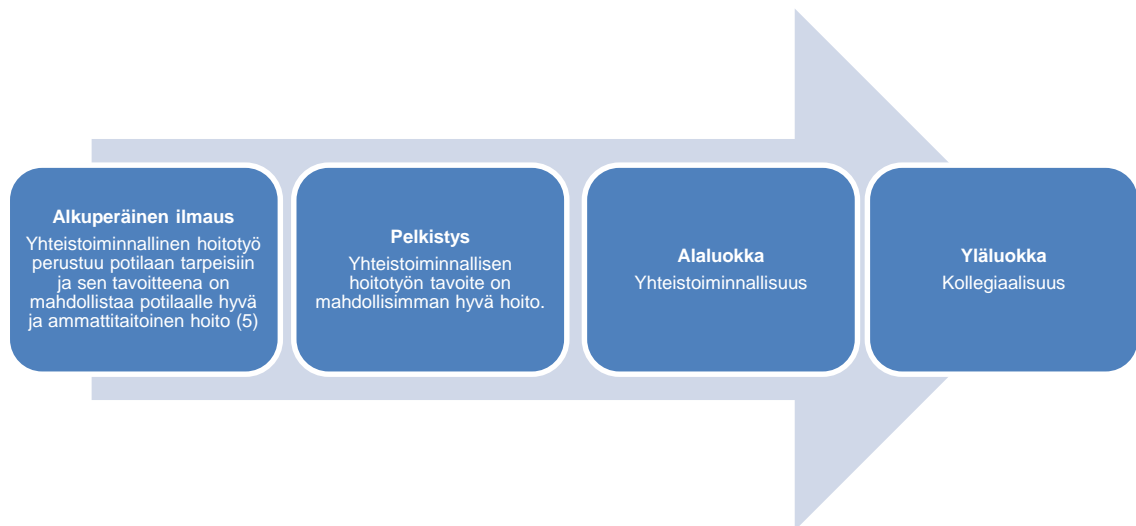 Alkuperäinen ilmaus
Yhteistoiminnallinen hoitotyö
perustuu potilaan tarpeisiin
ja sen tavoitteena on
mahdollistaa potilaalle hyvä
ja ammattitaitoinen hoito (5)
Pelkistys
Yhteistoiminnallisen
hoitotyön tavoite on
mahdollisimman hyvä hoito.
Alaluokka
Yhteistoiminnallisuus
Yläluokka
Kollegiaalisuus